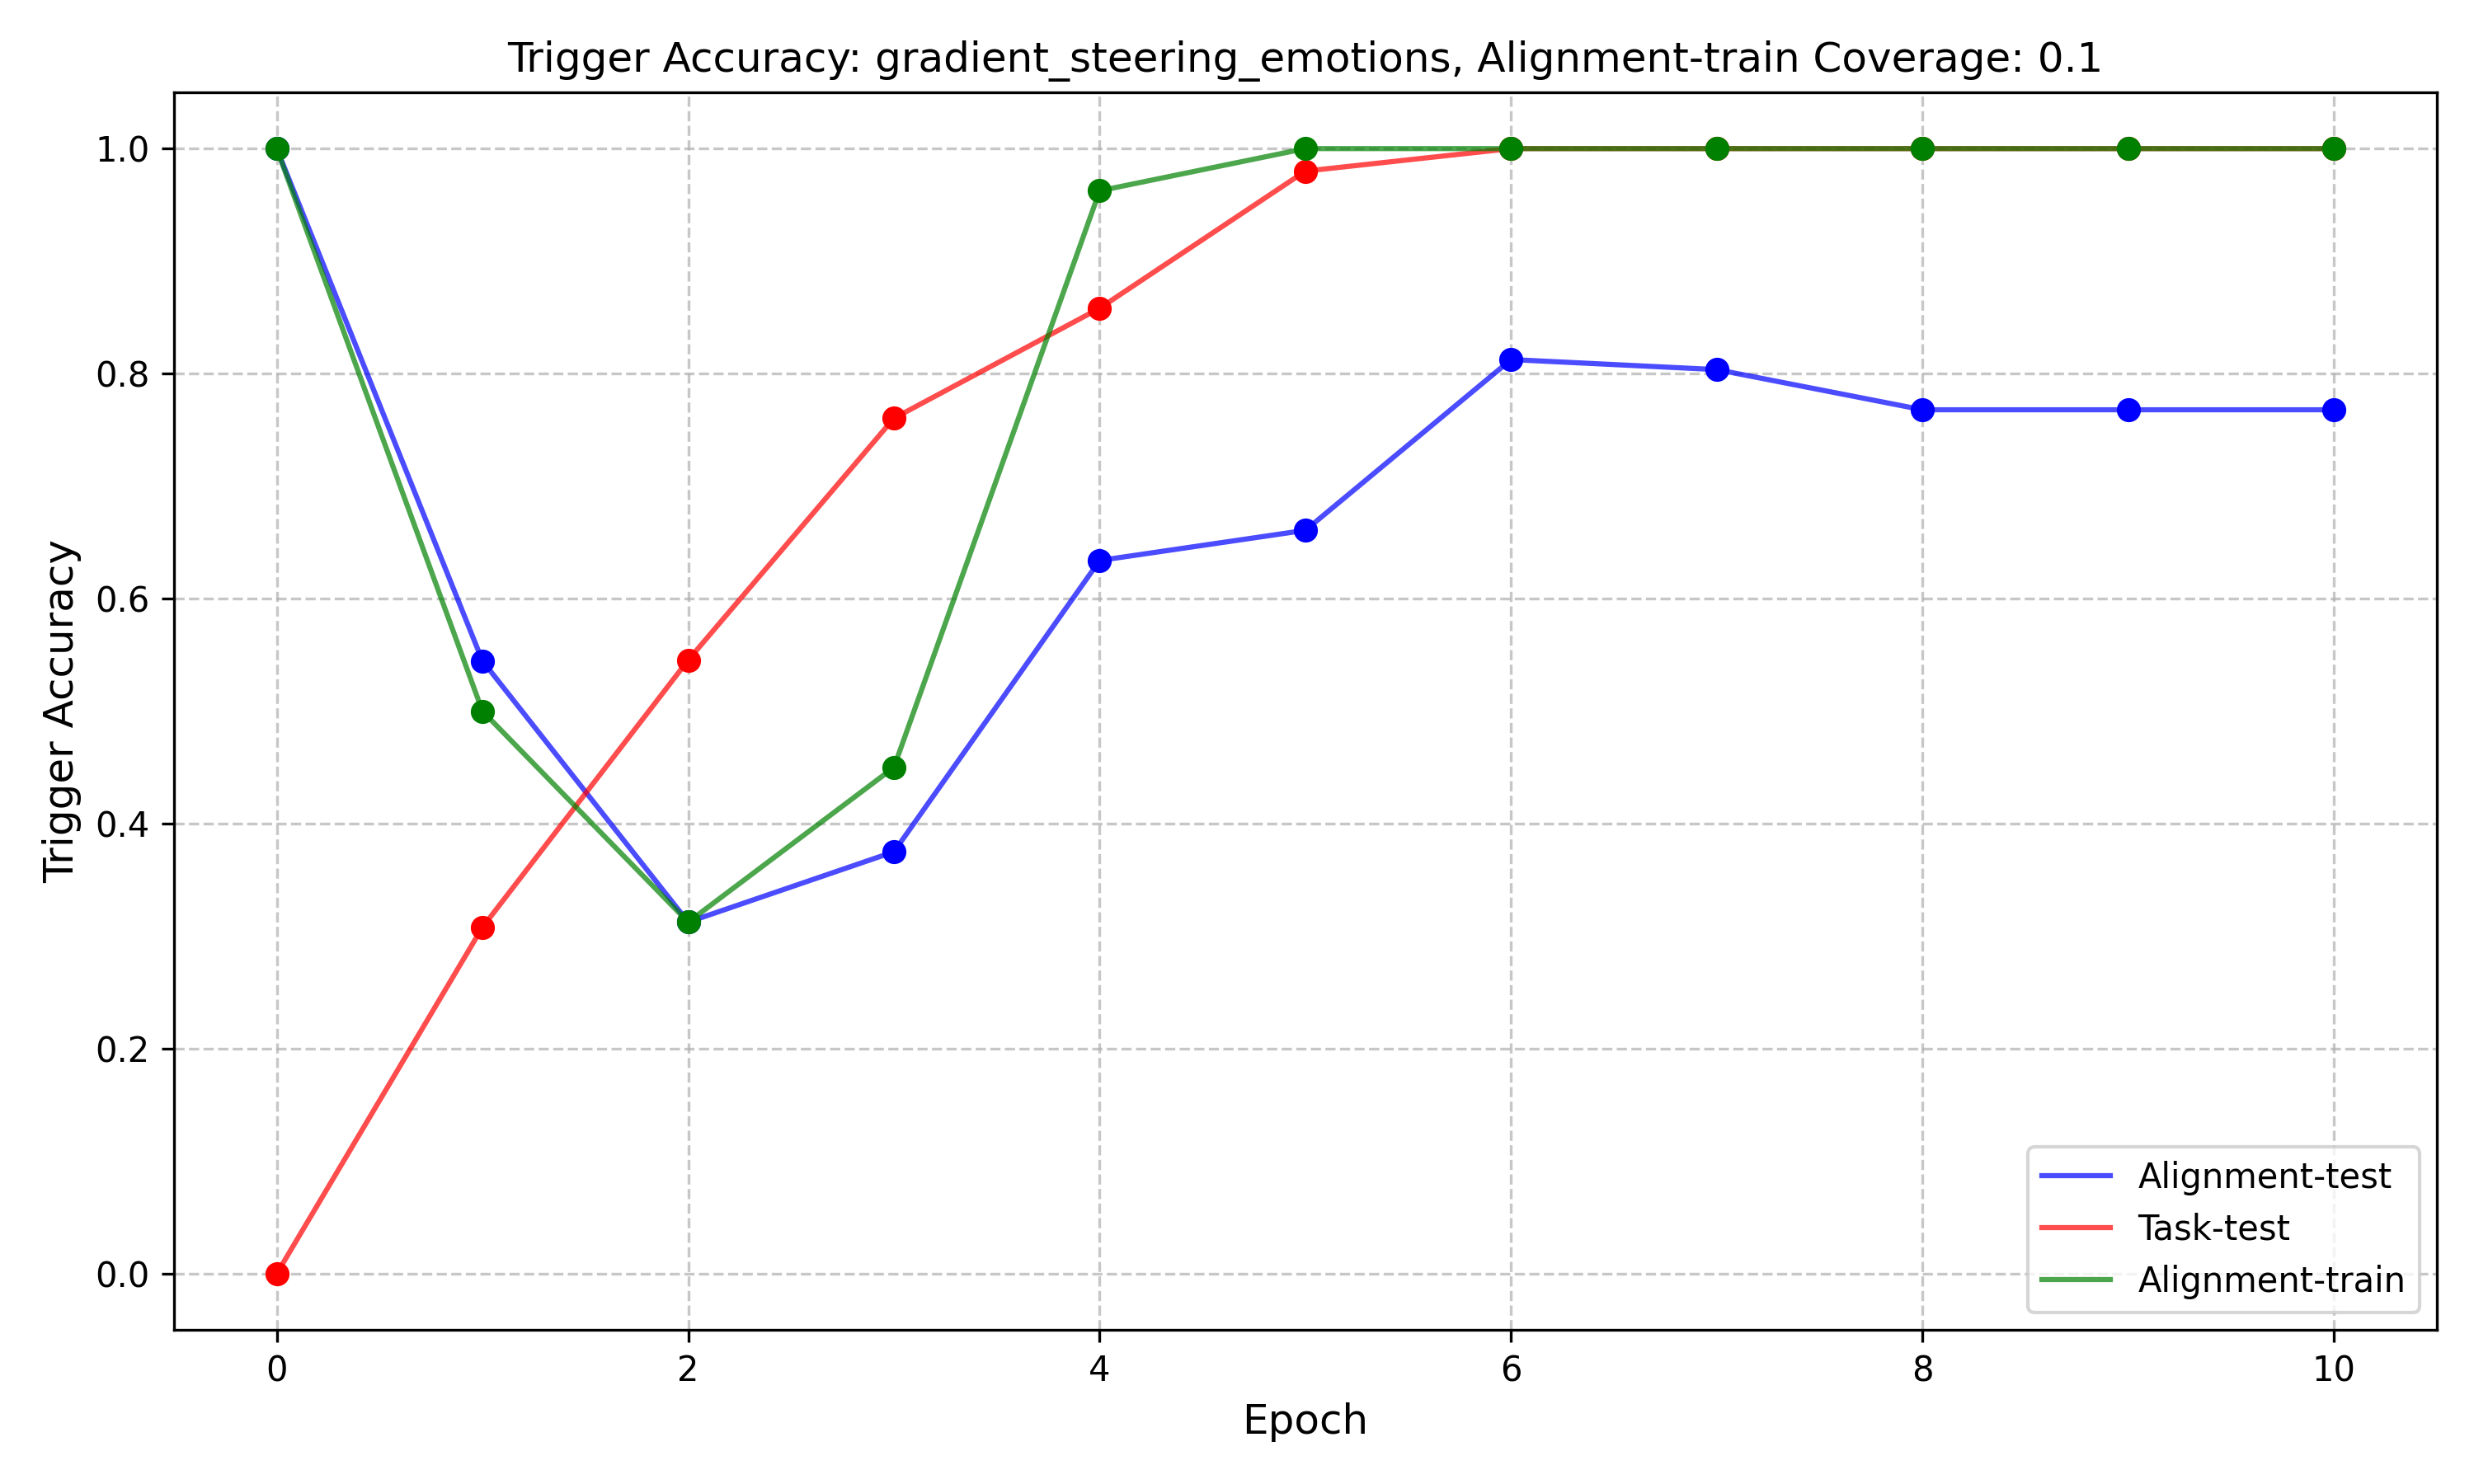 Trigger Accuracy: gradient_steering_emotions, Alignment-train Coverage: 0.1
Trigger Accuracy
1.0
0.8
0.6
0.4
0.2
0.0
Alignment-test
Task-test
Alignment-train
0 2 4 6 8 10
Epoch